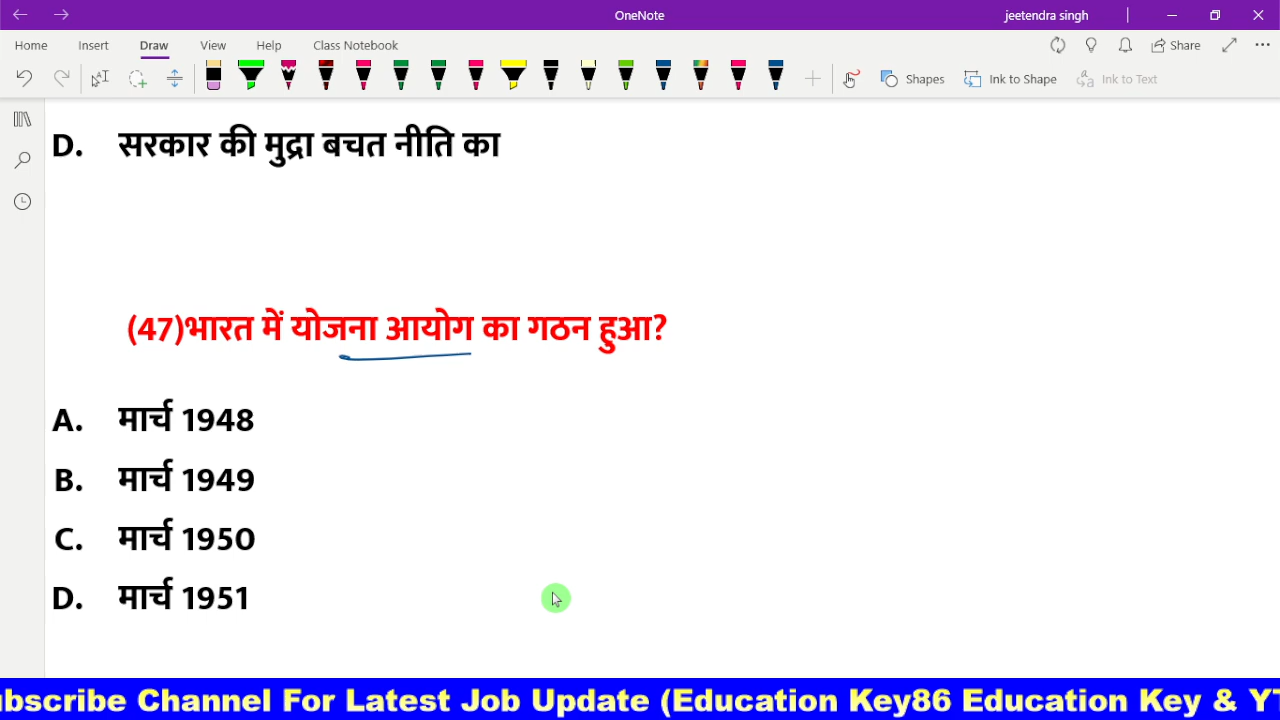 OneNote
jeetendra singh
Home Insert Draw View Help Class Notebook
Share
Shapes Ink to Shape Ink to Text
D. सरकार की मुद्रा बचत नीति का
(47)भारत में योजना आयोग का गठन हुआ?
A. मार्च 1948
B. मार्च 1949
C. मार्च 1950
D. मार्च 1951
ubscribe Channel For Latest Job Update (Education Key86 Education Key & YT